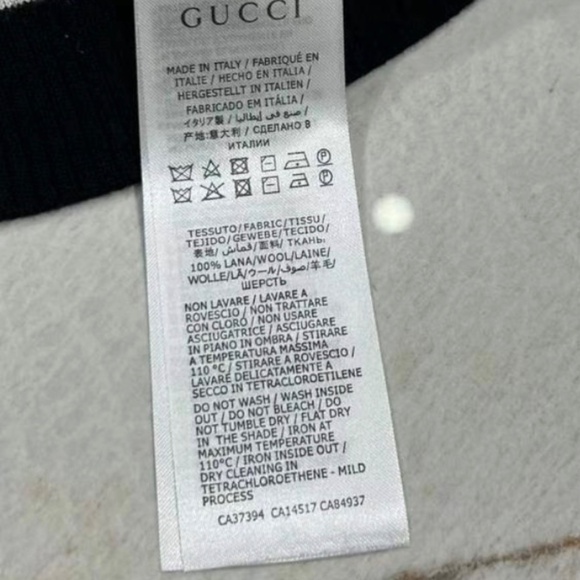 GUCCI
MADE IN ITALY / FABRIQUÉ EN
ITALIE / HECHO EN ITALIA /
HERGESTELLT IN ITALIEN /
FABRICADO EM ITÁLIA /
イタリア製 / صنع في إيطاليا /
产地:意大利 / СДЕЛАНО В
ИТАЛИИ
TESSUTO/FABRIC/TISSU/
TEJIDO/GEWEBE/TECIDO/
表地/قماش/面料/ ТКАНЬ:
100% LANA/WOOL/LAINE/
WOLLE/LÃ/ウール/صوف/羊毛/
ШЕРСТЬ
NON LAVARE / LAVARE A
ROVESCIO / NON TRATTARE
CON CLORO / NON USARE
ASCIUGATRICE / ASCIUGARE
IN PIANO IN OMBRA / STIRARE
A TEMPERATURA MASSIMA
110 °C / STIRARE A ROVESCIO /
LAVARE DELICATAMENTE A
SECCO IN TETRACLOROETILENE
DO NOT WASH / WASH INSIDE
OUT / DO NOT BLEACH / DO
NOT TUMBLE DRY / FLAT DRY
IN THE SHADE / IRON AT
MAXIMUM TEMPERATURE
110°C / IRON INSIDE OUT /
DRY CLEANING IN
TETRACHLOROETHENE - MILD
PROCESS
CA37394 CA14517 CA84937